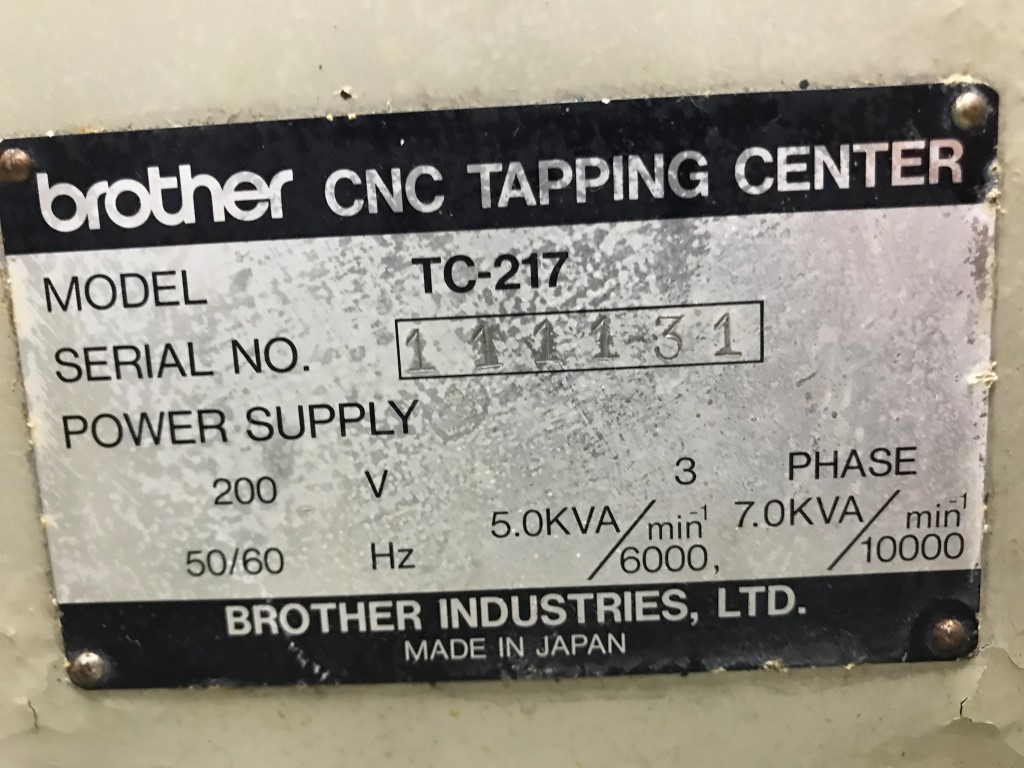 brother CNC TAPPING CENTER
MODEL TC-217
SERIAL NO. 111131
POWER SUPPLY
200 V 3 PHASE
50/60 Hz 5.0KVA/min⁻¹ 6000, 7.0KVA/min⁻¹ 10000
BROTHER INDUSTRIES, LTD.
MADE IN JAPAN